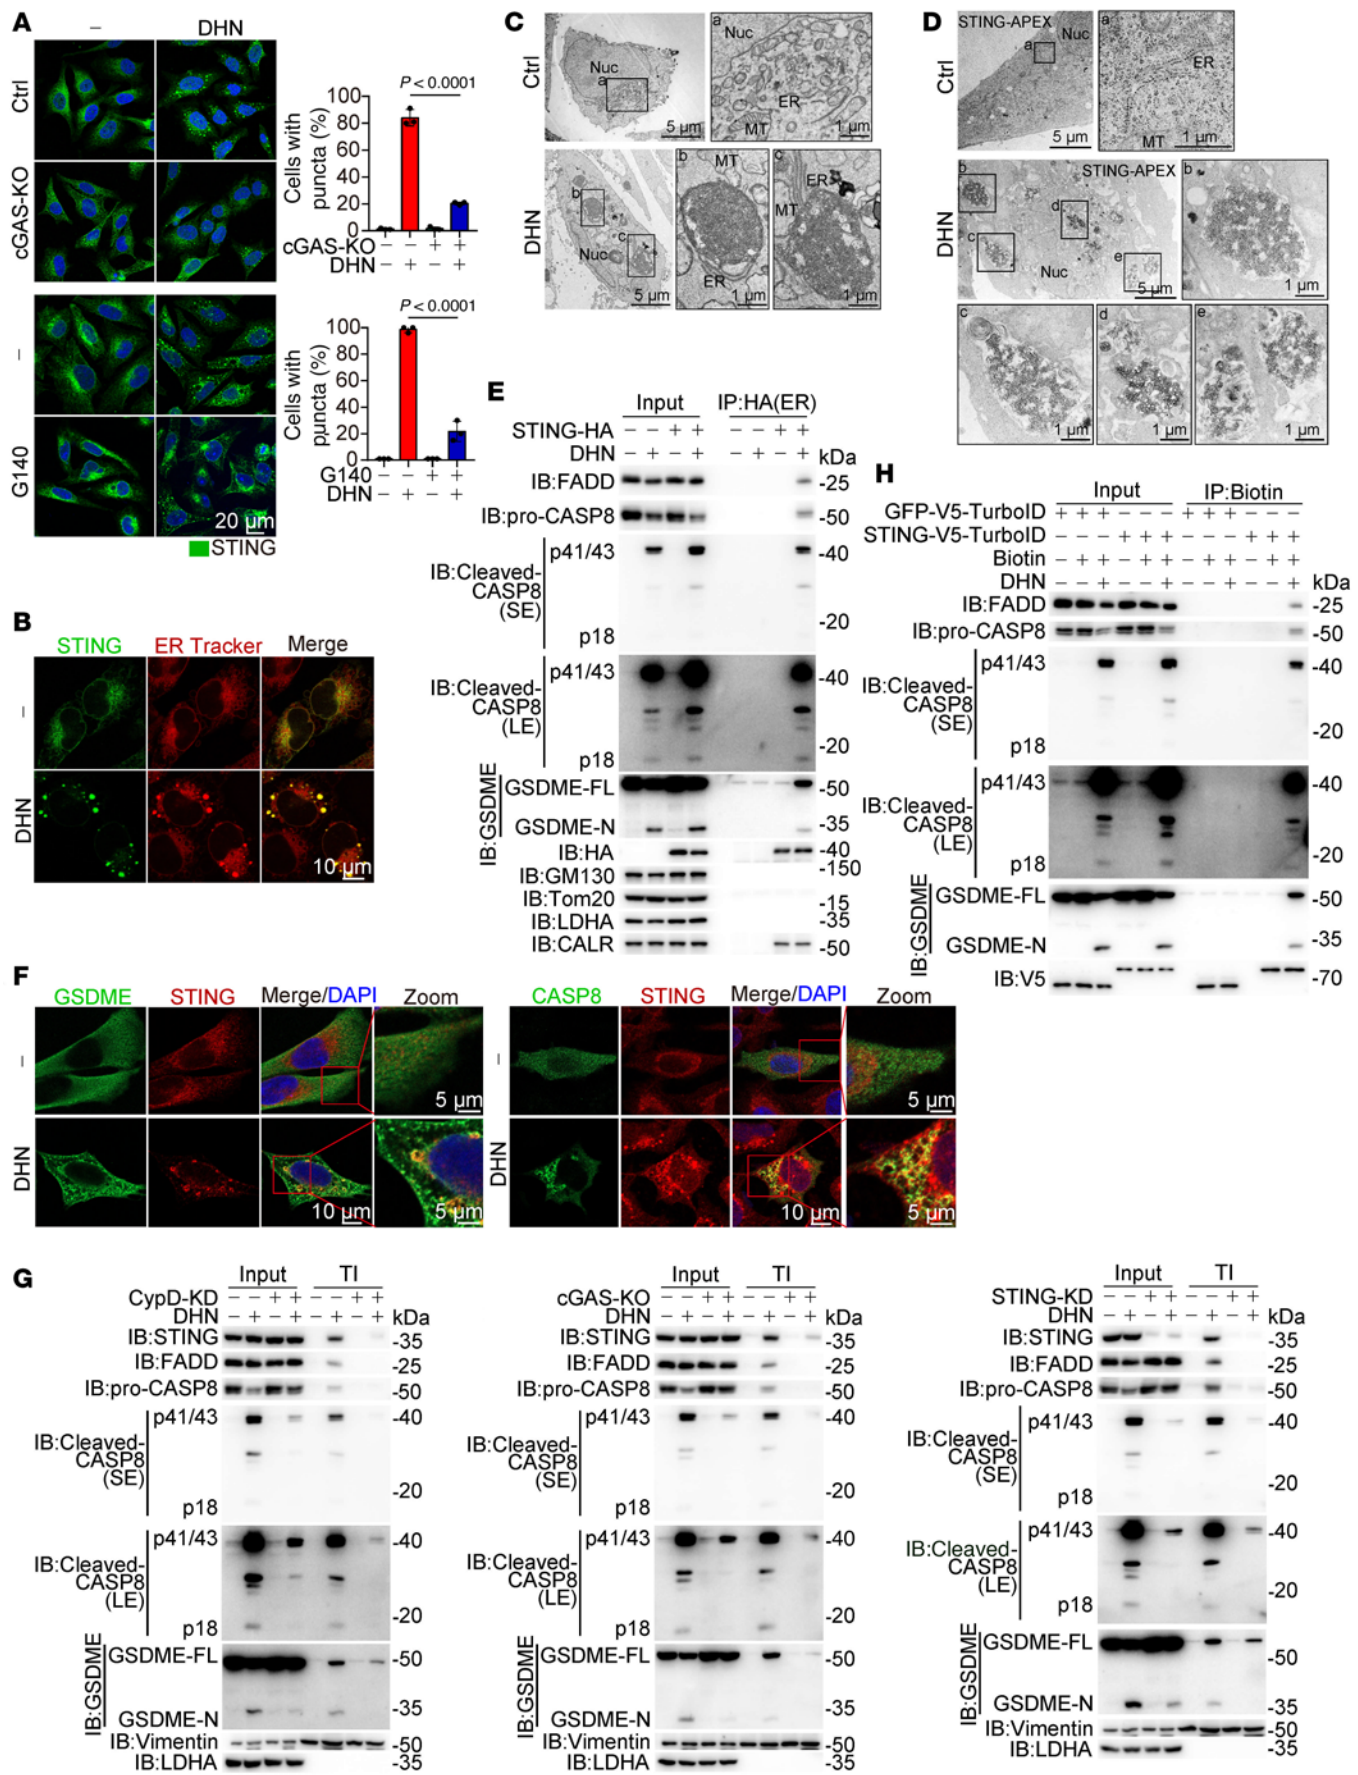 A
– DHN
Ctrl
cGAS-KO
–
G140
20 μm
STING
P < 0.0001
Cells with puncta (%)
100
80
60
40
20
0
cGAS-KO – – + +
DHN – + – +
P < 0.0001
Cells with puncta (%)
100
80
60
40
20
0
G140 – – + +
DHN – + – +
B
STING ER Tracker Merge
–
DHN
10 μm
C
Ctrl
Nuc
a
5 μm
a
Nuc
ER
MT
1 μm
DHN
b
c
Nuc
5 μm
b
MT
ER
1 μm
c
ER
MT
1 μm
D
Ctrl
STING-APEX
Nuc
a
5 μm
a
ER
MT
1 μm
DHN
STING-APEX
b
c
d
e
Nuc
5 μm
b
1 μm
c
1 μm
d
1 μm
e
1 μm
E
Input IP:HA(ER)
STING-HA – – + + – – + +
DHN – + – + – + – + kDa
IB:FADD -25
IB:pro-CASP8 -50
IB:Cleaved-CASP8 (SE)
p41/43 -40
-20
p18
IB:Cleaved-CASP8 (LE)
p41/43 -40
-20
p18
IB:GSDME
GSDME-FL -50
GSDME-N -35
IB:HA -40
IB:GM130 -150
IB:Tom20 -15
IB:LDHA -35
IB:CALR -50
H
Input IP:Biotin
GFP-V5-TurboID + + + – – – + + + – – –
STING-V5-TurboID – – – + + + – – – + + +
Biotin – + + – + + – + + – + +
DHN – – + – – + – – + – – + kDa
IB:FADD -25
IB:pro-CASP8 -50
IB:Cleaved-CASP8 (SE)
p41/43 -40
-20
p18
IB:Cleaved-CASP8 (LE)
p41/43 -40
-20
p18
IB:GSDME
GSDME-FL -50
GSDME-N -35
IB:V5 -70
F
GSDME STING Merge/DAPI Zoom
–
5 μm
DHN
10 μm
5 μm
CASP8 STING Merge/DAPI Zoom
–
5 μm
DHN
10 μm
5 μm
G
Input TI
CypD-KD – – + + – – + +
DHN – + – + – + – + kDa
IB:STING -35
IB:FADD -25
IB:pro-CASP8 -50
IB:Cleaved-CASP8 (SE)
p41/43 -40
-20
p18
IB:Cleaved-CASP8 (LE)
p41/43 -40
-20
p18
IB:GSDME
GSDME-FL -50
GSDME-N -35
IB:Vimentin -50
IB:LDHA -35
Input TI
cGAS-KO – – + + – – + +
DHN – + – + – + – + kDa
IB:STING -35
IB:FADD -25
IB:pro-CASP8 -50
IB:Cleaved-CASP8 (SE)
p41/43 -40
-20
p18
IB:Cleaved-CASP8 (LE)
p41/43 -40
-20
p18
IB:GSDME
GSDME-FL -50
GSDME-N -35
IB:Vimentin -50
IB:LDHA -35
Input TI
STING-KD – – + + – – + +
DHN – + – + – + – + kDa
IB:STING -35
IB:FADD -25
IB:pro-CASP8 -50
IB:Cleaved-CASP8 (SE)
p41/43 -40
-20
p18
IB:Cleaved-CASP8 (LE)
p41/43 -40
-20
p18
IB:GSDME
GSDME-FL -50
GSDME-N -35
IB:Vimentin -50
IB:LDHA -35